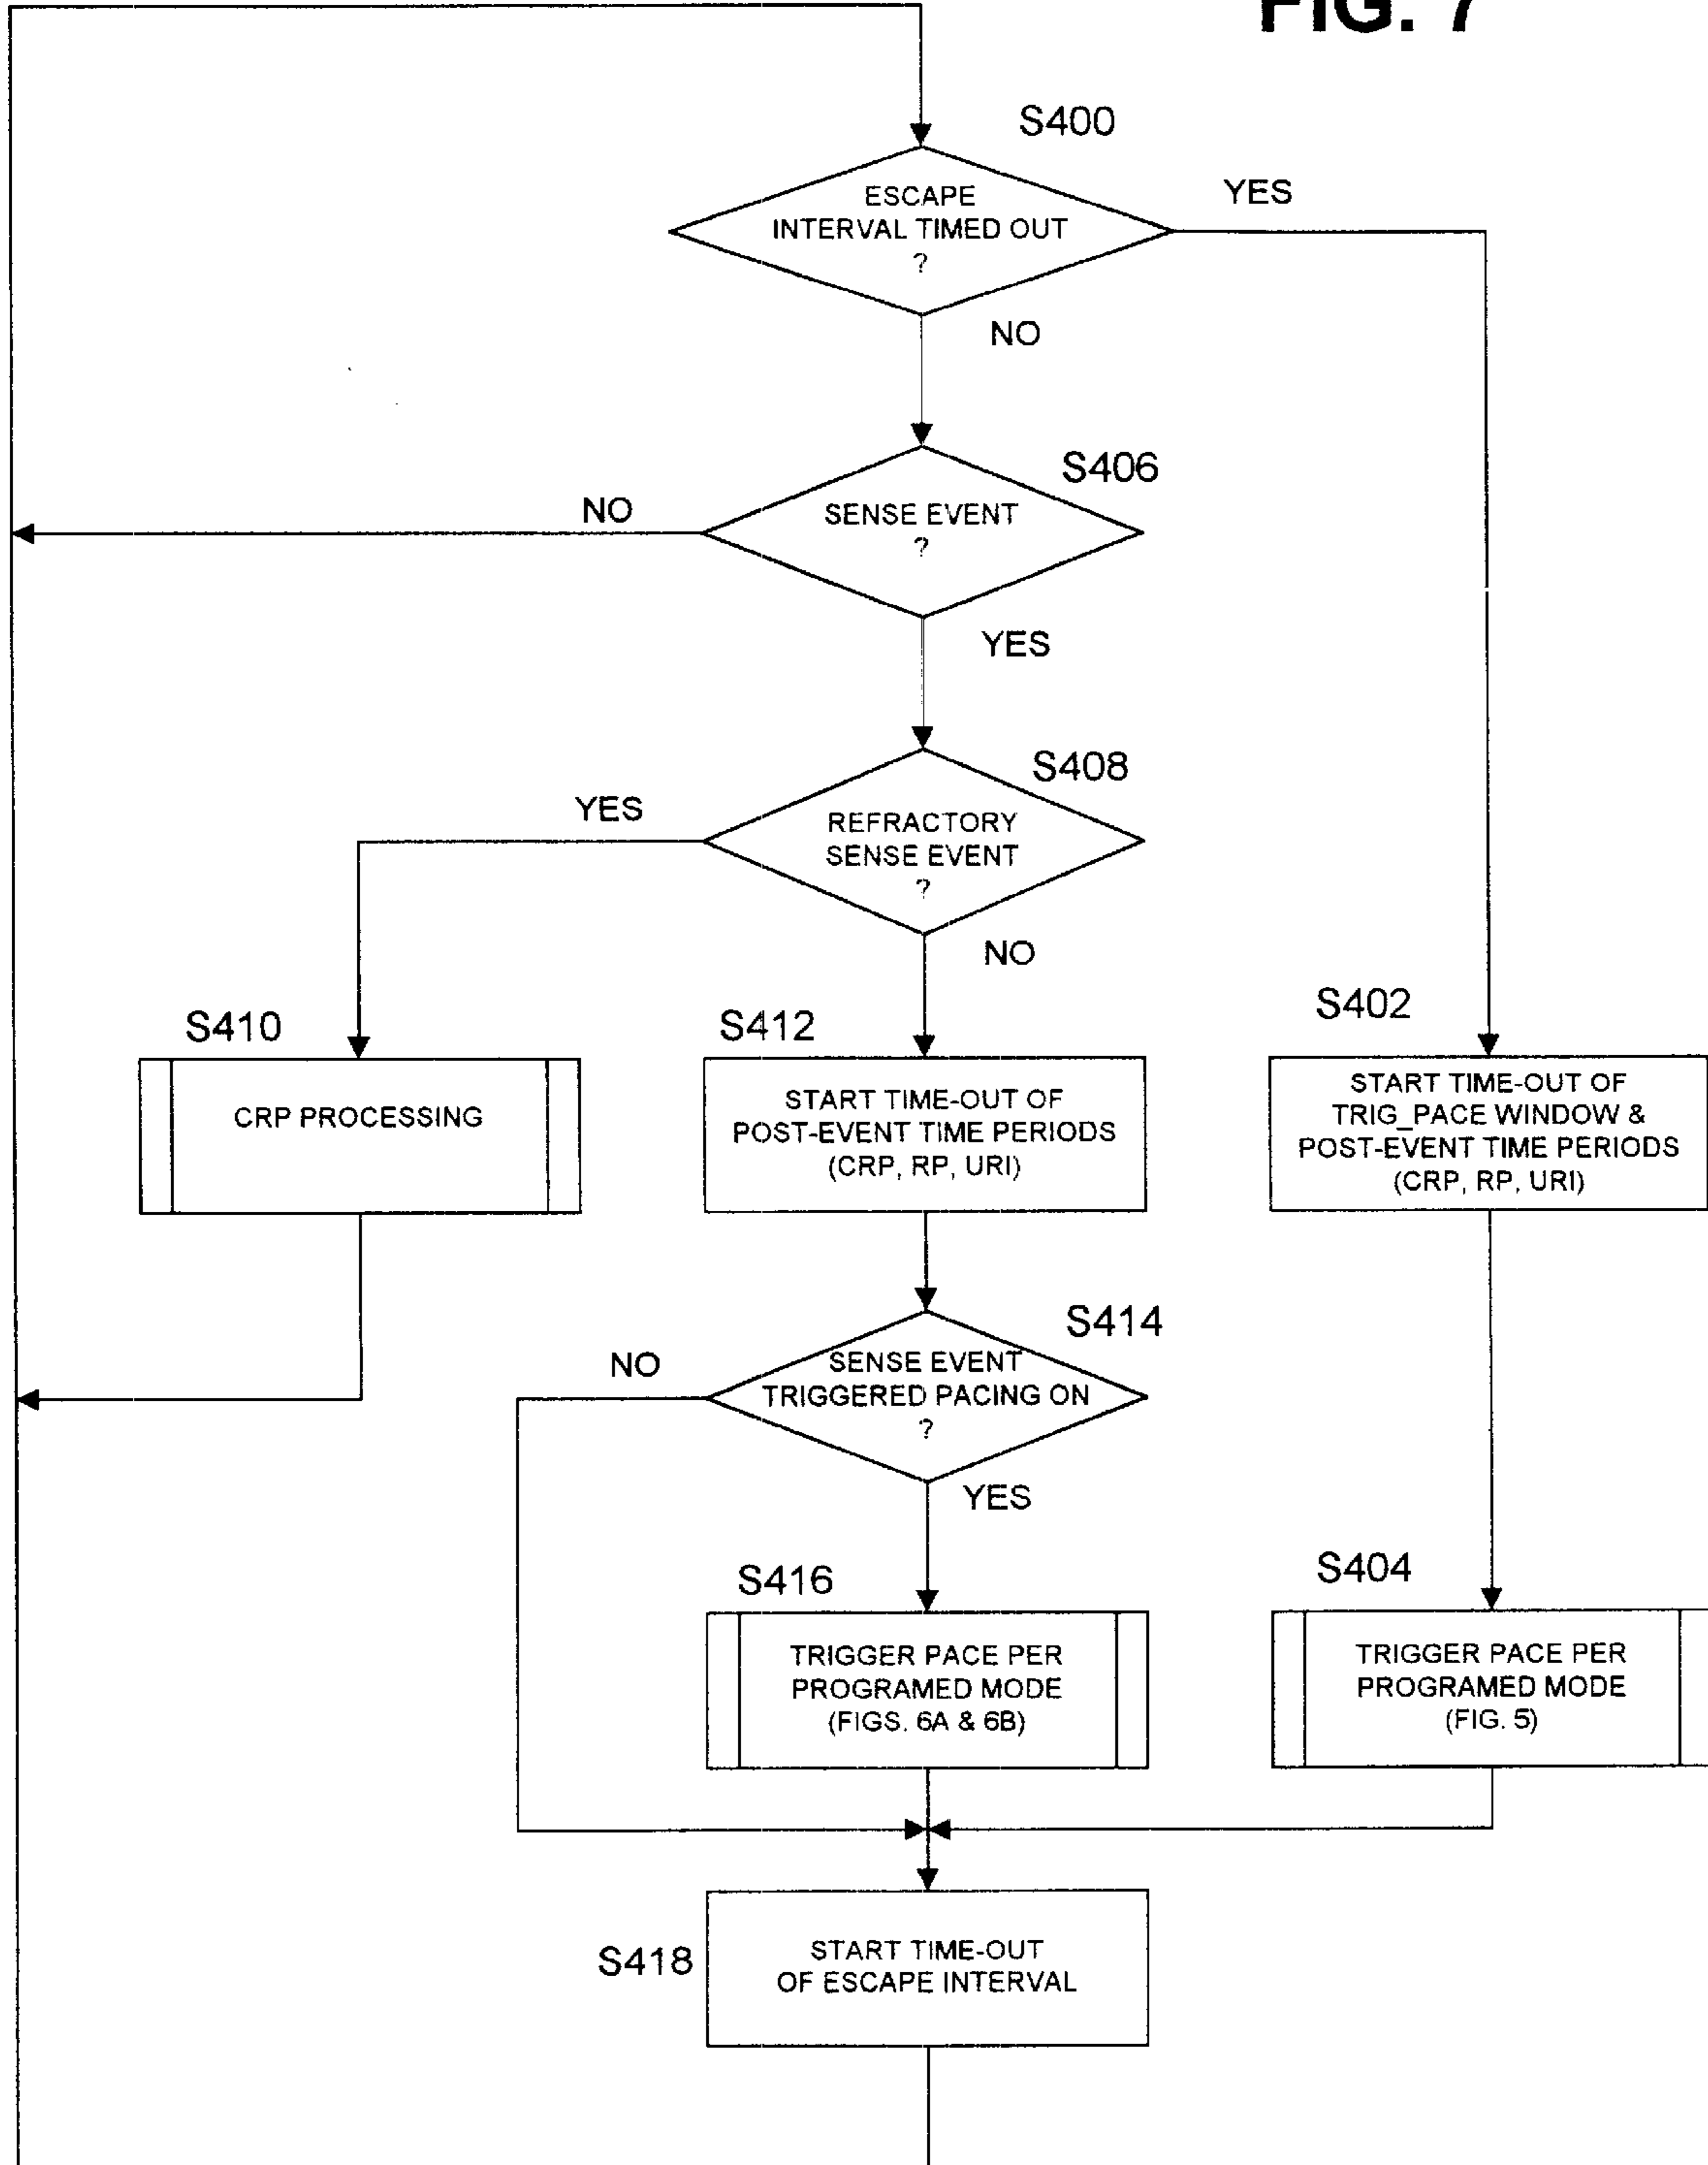 FIG. 7
S400
ESCAPE
INTERVAL TIMED OUT
?
YES
NO
S406
SENSE EVENT
?
NO
YES
S408
REFRACTORY
SENSE EVENT
?
YES
NO
S410
CRP PROCESSING
S412
START TIME-OUT OF
POST-EVENT TIME PERIODS
(CRP, RP, URI)
S402
START TIME-OUT OF
TRIG_PACE WINDOW &
POST-EVENT TIME PERIODS
(CRP, RP, URI)
S414
SENSE EVENT
TRIGGERED PACING ON
?
NO
YES
S416
TRIGGER PACE PER
PROGRAMED MODE
(FIGS. 6A & 6B)
S404
TRIGGER PACE PER
PROGRAMED MODE
(FIG. 5)
S418
START TIME-OUT
OF ESCAPE INTERVAL